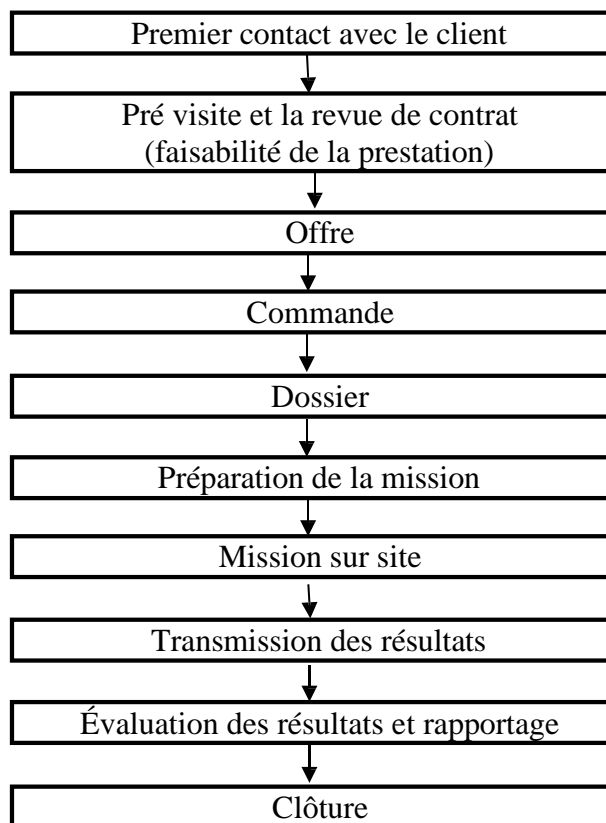 Premier contact avec le client
Pré visite et la revue de contrat
(faisabilité de la prestation)
Offre
Commande
Dossier
Préparation de la mission
Mission sur site
Transmission des résultats
Évaluation des résultats et rapportage
Clôture